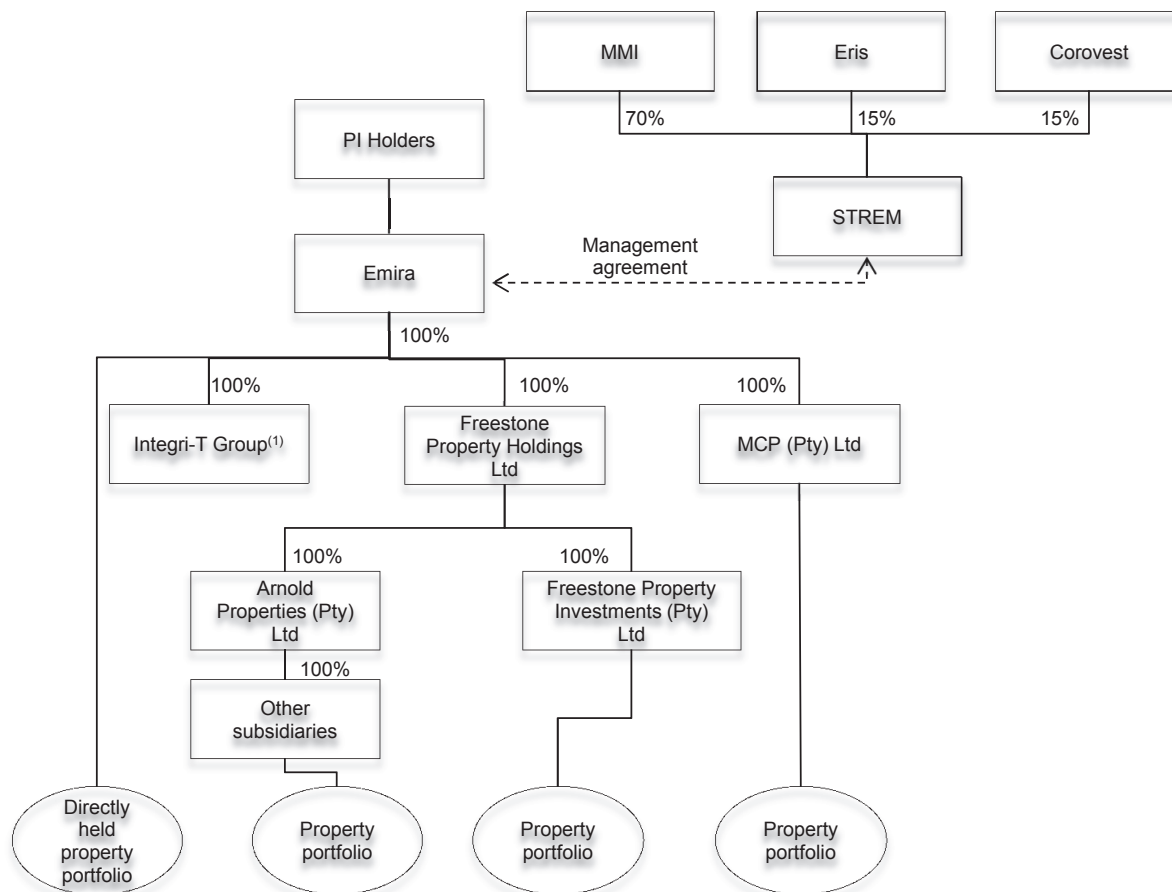 MMI
Eris
Corovest
70%
15%
15%
PI Holders
STREM
Management
agreement
Emira
100%
100%
100%
100%
Integri-T Group(1)
Freestone
Property Holdings
Ltd
MCP (Pty) Ltd
100%
100%
Arnold
Properties (Pty)
Ltd
Freestone Property
Investments (Pty)
Ltd
100%
Other
subsidiaries
Directly
held
property
portfolio
Property
portfolio
Property
portfolio
Property
portfolio